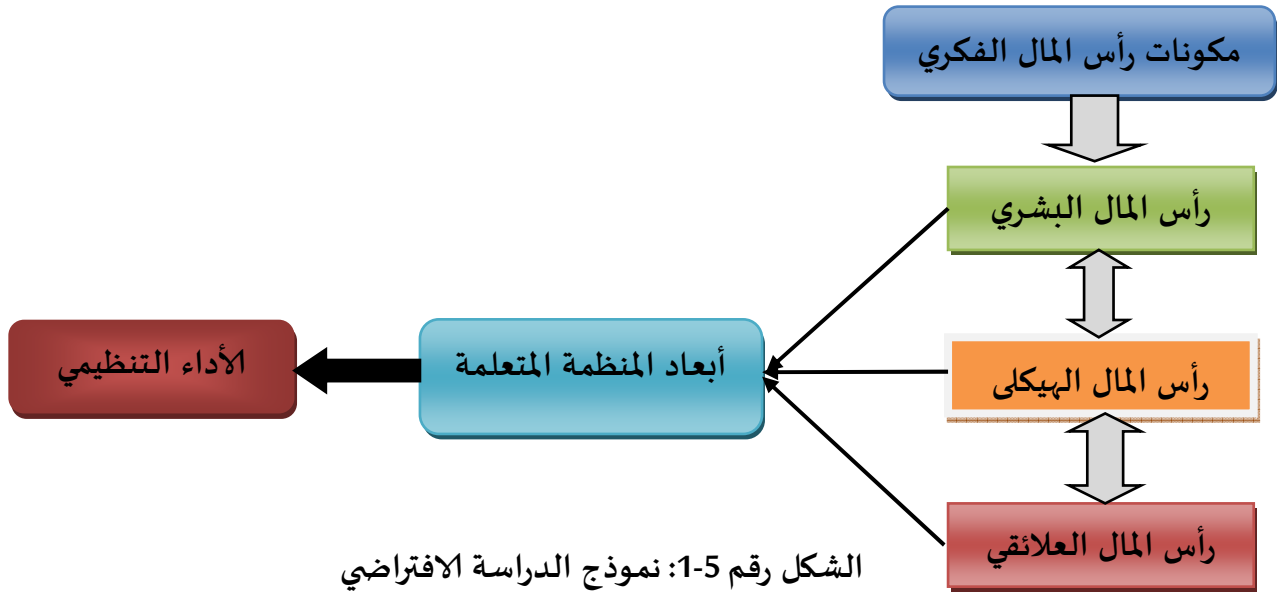 مكونات رأس المال الفكري
رأس المال البشري
رأس المال الهيكلى
رأس المال العلائقي
أبعاد المنظمة المتعلمة
الأداء التنظيمي
الشكل رقم 5-1: نموذج الدراسة الافتراضي